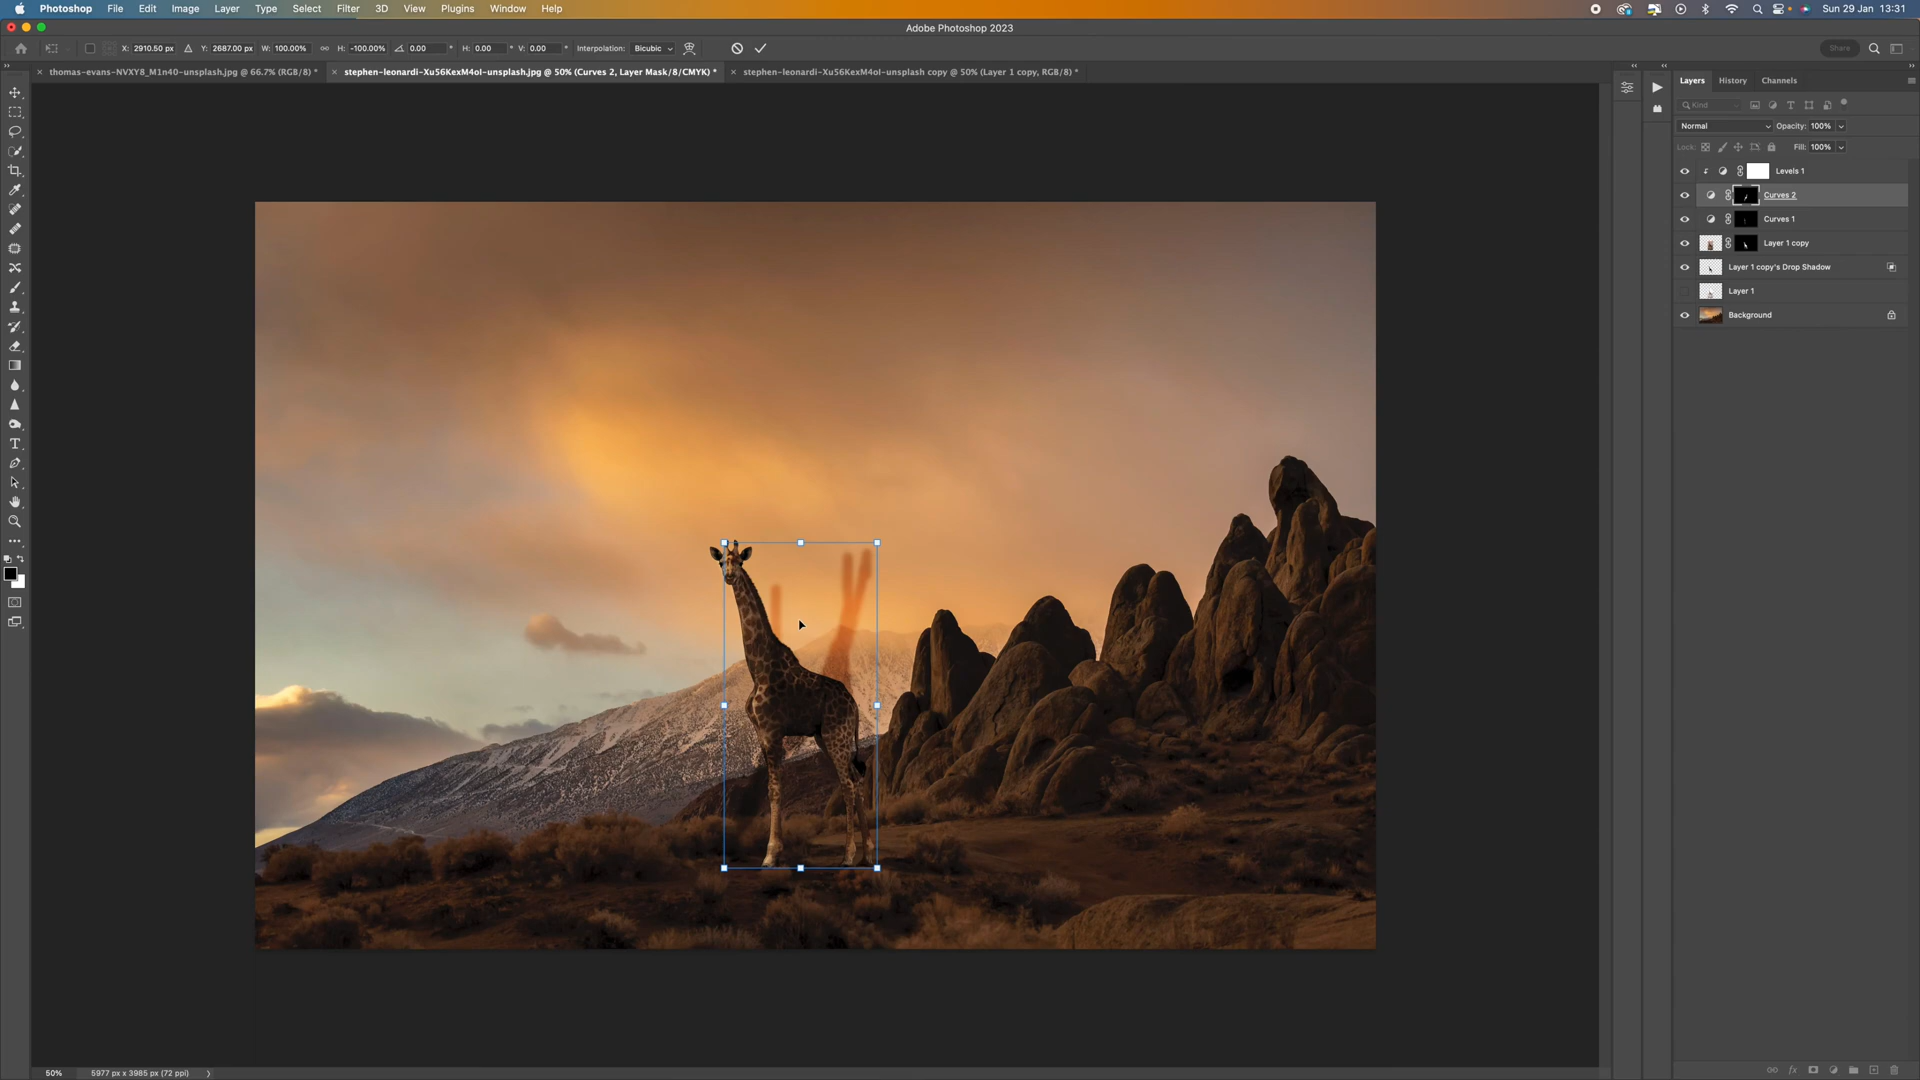 Photoshop File Edit Image Layer Type Select Filter 3D View Plugins Window Help Sun 29 Jan 13:31
Adobe Photoshop 2023
X: 2910.50 px Y: 2687.00 px W: 100.00% H: -100.00% 0.00 ° H: 0.00 ° V: 0.00 ° Interpolation: Bicubic Share
thomas-evans-NVXY8_M1n40-unsplash.jpg @ 66.7% (RGB/8) * stephen-leonardi-Xu56KexM4oI-unsplash.jpg @ 50% (Curves 2, Layer Mask/8/CMYK) * stephen-leonardi-Xu56KexM4oI-unsplash copy @ 50% (Layer 1 copy, RGB/8) *
Layers History Channels
Kind
Normal Opacity: 100%
Lock: Fill: 100%
Levels 1
Curves 2
Curves 1
Layer 1 copy
Layer 1 copy's Drop Shadow
Layer 1
Background
50% 5977 px x 3985 px (72 ppi)